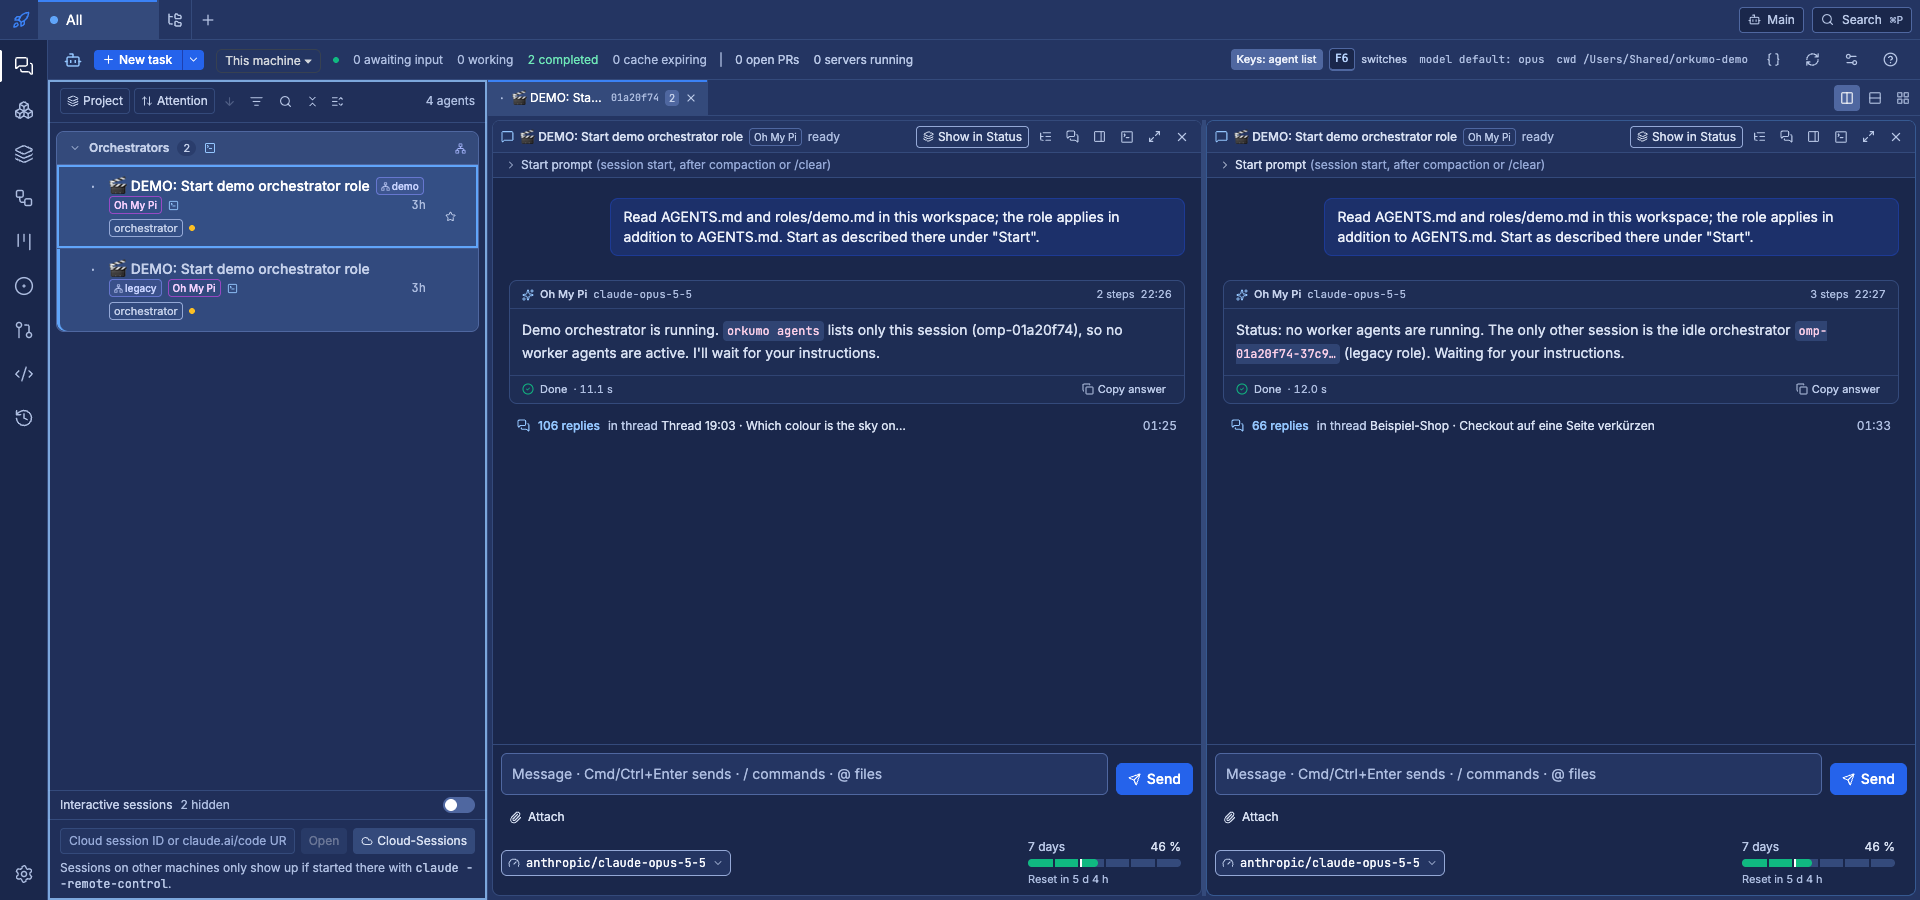 All
Main
Search ⌘P
New task
This machine
0 awaiting input 0 working 2 completed 0 cache expiring | 0 open PRs 0 servers running
Keys: agent list F6 switches model default: opus cwd /Users/Shared/orkumo-demo
Project
Attention
4 agents
Orchestrators 2
DEMO: Start demo orchestrator role demo
Oh My Pi
3h
orchestrator
DEMO: Start demo orchestrator role
legacy Oh My Pi
3h
orchestrator
Interactive sessions 2 hidden
Cloud session ID or claude.ai/code UR
Open
Cloud-Sessions
Sessions on other machines only show up if started there with claude -
-remote-control.
DEMO: Sta... 01a20f74 2
DEMO: Start demo orchestrator role Oh My Pi ready
Show in Status
Start prompt (session start, after compaction or /clear)
Read AGENTS.md and roles/demo.md in this workspace; the role applies in
addition to AGENTS.md. Start as described there under "Start".
Oh My Pi claude-opus-5-5
2 steps 22:26
Demo orchestrator is running. orkumo agents lists only this session (omp-01a20f74), so no
worker agents are active. I'll wait for your instructions.
Done · 11.1 s
Copy answer
106 replies in thread Thread 19:03 · Which colour is the sky on...
01:25
Message · Cmd/Ctrl+Enter sends · / commands · @ files
Send
Attach
anthropic/claude-opus-5-5
7 days 46 %
Reset in 5 d 4 h
DEMO: Start demo orchestrator role Oh My Pi ready
Show in Status
Start prompt (session start, after compaction or /clear)
Read AGENTS.md and roles/demo.md in this workspace; the role applies in
addition to AGENTS.md. Start as described there under "Start".
Oh My Pi claude-opus-5-5
3 steps 22:27
Status: no worker agents are running. The only other session is the idle orchestrator omp-
01a20f74-37c9… (legacy role). Waiting for your instructions.
Done · 12.0 s
Copy answer
66 replies in thread Beispiel-Shop · Checkout auf eine Seite verkürzen
01:33
Message · Cmd/Ctrl+Enter sends · / commands · @ files
Send
Attach
anthropic/claude-opus-5-5
7 days 46 %
Reset in 5 d 4 h